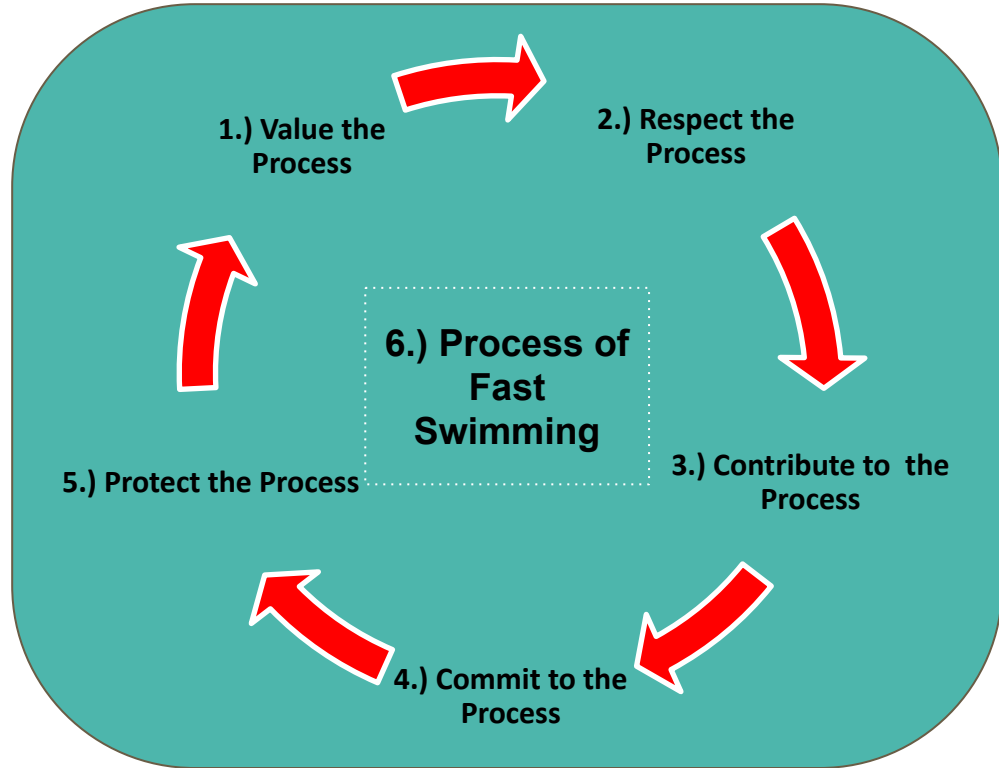 1.) Value the
Process
2.) Respect the
Process
3.) Contribute to  the
Process
4.) Commit to the
Process
5.) Protect the Process
6.) Process of
Fast
Swimming